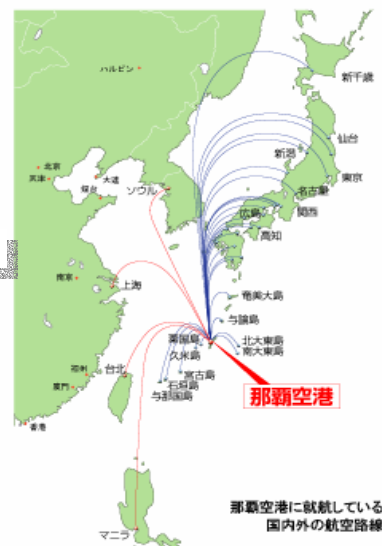 ハルビン
新千歳
北京
天津
大連
煙台
ソウル
仙台
新潟
東京
名古屋
広島
関西
高知
南京
上海
奄美大島
与論島
粟国島
北大東島
南大東島
久米島
宮古島
石垣島
与那国島
台北
福州
厦門
香港
那覇空港
マニラ
那覇空港に就航している
国内外の航空路線